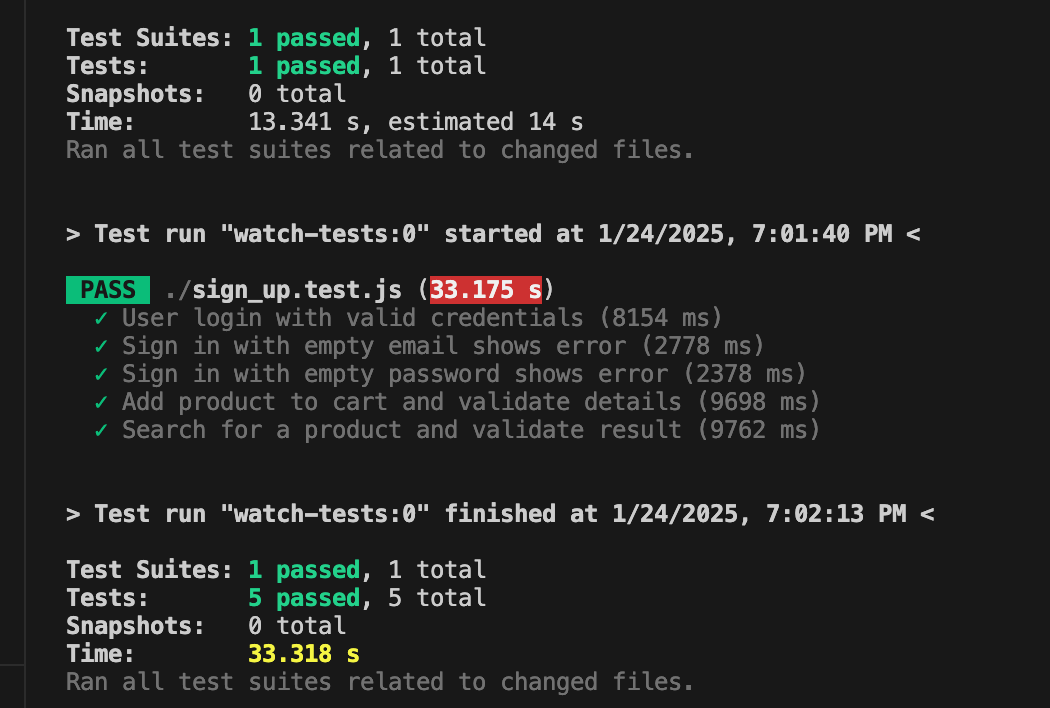 Test Suites: 1 passed, 1 total
Tests: 1 passed, 1 total
Snapshots: 0 total
Time: 13.341 s, estimated 14 s
Ran all test suites related to changed files.
> Test run "watch-tests:0" started at 1/24/2025, 7:01:40 PM <
PASS ./sign_up.test.js (33.175 s)
✓ User login with valid credentials (8154 ms)
✓ Sign in with empty email shows error (2778 ms)
✓ Sign in with empty password shows error (2378 ms)
✓ Add product to cart and validate details (9698 ms)
✓ Search for a product and validate result (9762 ms)
> Test run "watch-tests:0" finished at 1/24/2025, 7:02:13 PM <
Test Suites: 1 passed, 1 total
Tests: 5 passed, 5 total
Snapshots: 0 total
Time: 33.318 s
Ran all test suites related to changed files.